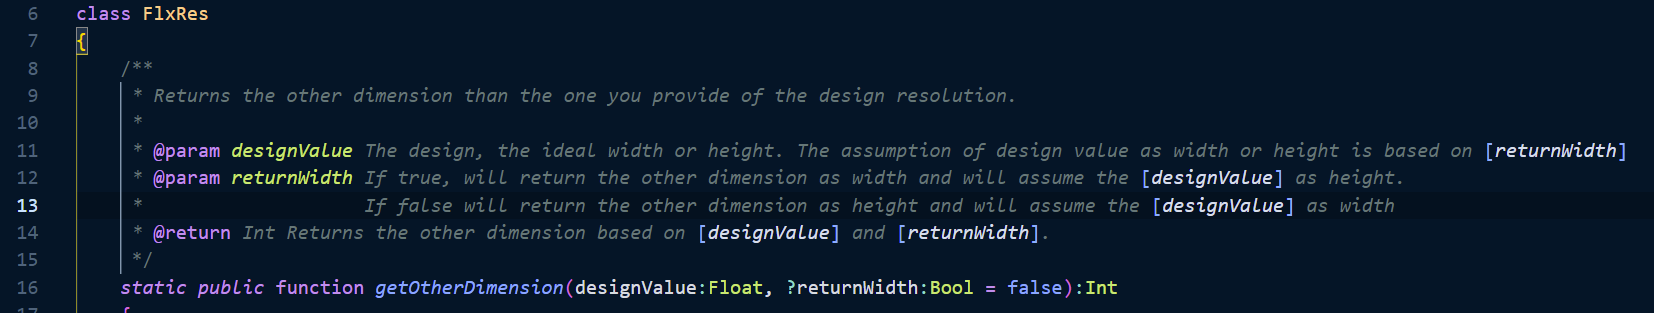 6 class FlxRes
7 {
8 /**
9 * Returns the other dimension than the one you provide of the design resolution.
10 *
11 * @param designValue The design, the ideal width or height. The assumption of design value as width or height is based on [returnWidth]
12 * @param returnWidth If true, will return the other dimension as width and will assume the [designValue] as height.
13 * If false will return the other dimension as height and will assume the [designValue] as width
14 * @return Int Returns the other dimension based on [designValue] and [returnWidth].
15 */
16 static public function getOtherDimension(designValue:Float, ?returnWidth:Bool = false):Int
17 {